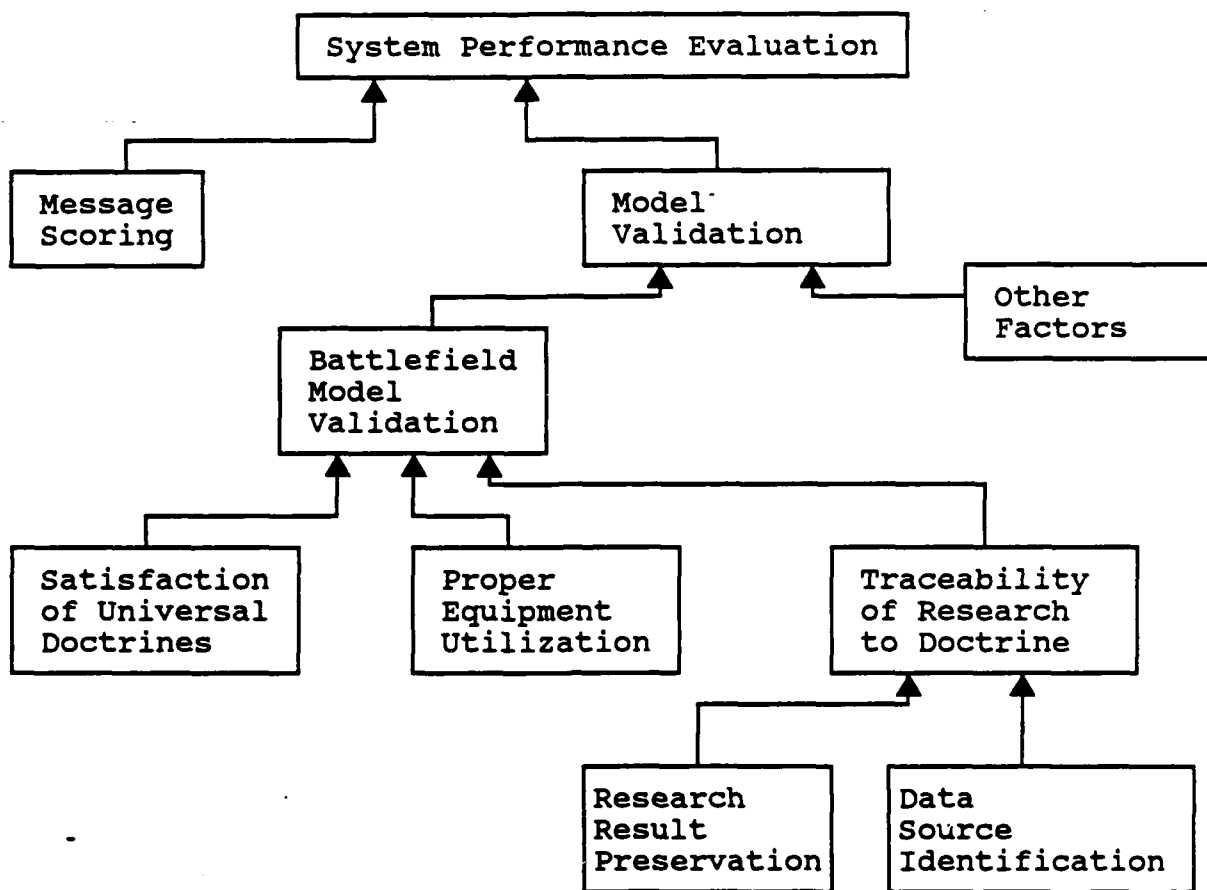 System Performance Evaluation
Message
Scoring
Model
Validation
Other
Factors
Battlefield
Model
Validation
Satisfaction
of Universal
Doctrines
Proper
Equipment
Utilization
Traceability
of Research
to Doctrine
Research
Result
Preservation
Data
Source
Identification